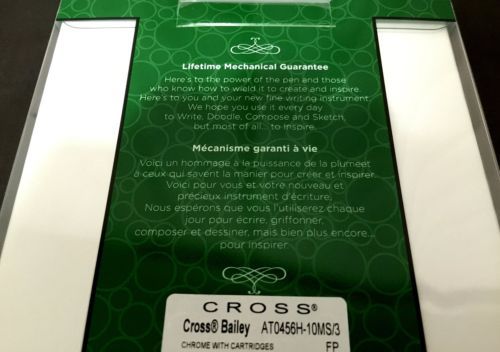 Lifetime Mechanical Guarantee
Here's to the power of the pen and those
who know how to wield it to create and inspire.
Here's to you and your new fine writing instrument.
We hope you use it every day
to Write, Doodle, Compose and Sketch,
but most of all... to Inspire.
Mécanisme garanti à vie
Voici un hommage à la puissance de la plumeet
à ceux qui savent la manier pour créer et inspirer.
Voici pour vous et votre nouveau et
précieux instrument d'écriture.
Nous espérons que vous l'utiliserez chaque
jour pour écrire, griffonner,
composer et dessiner, mais bien plus encore...
pour inspirer.
CROSS®
Cross® Bailey AT0456H-10MS/3
CHROME WITH CARTRIDGES FP